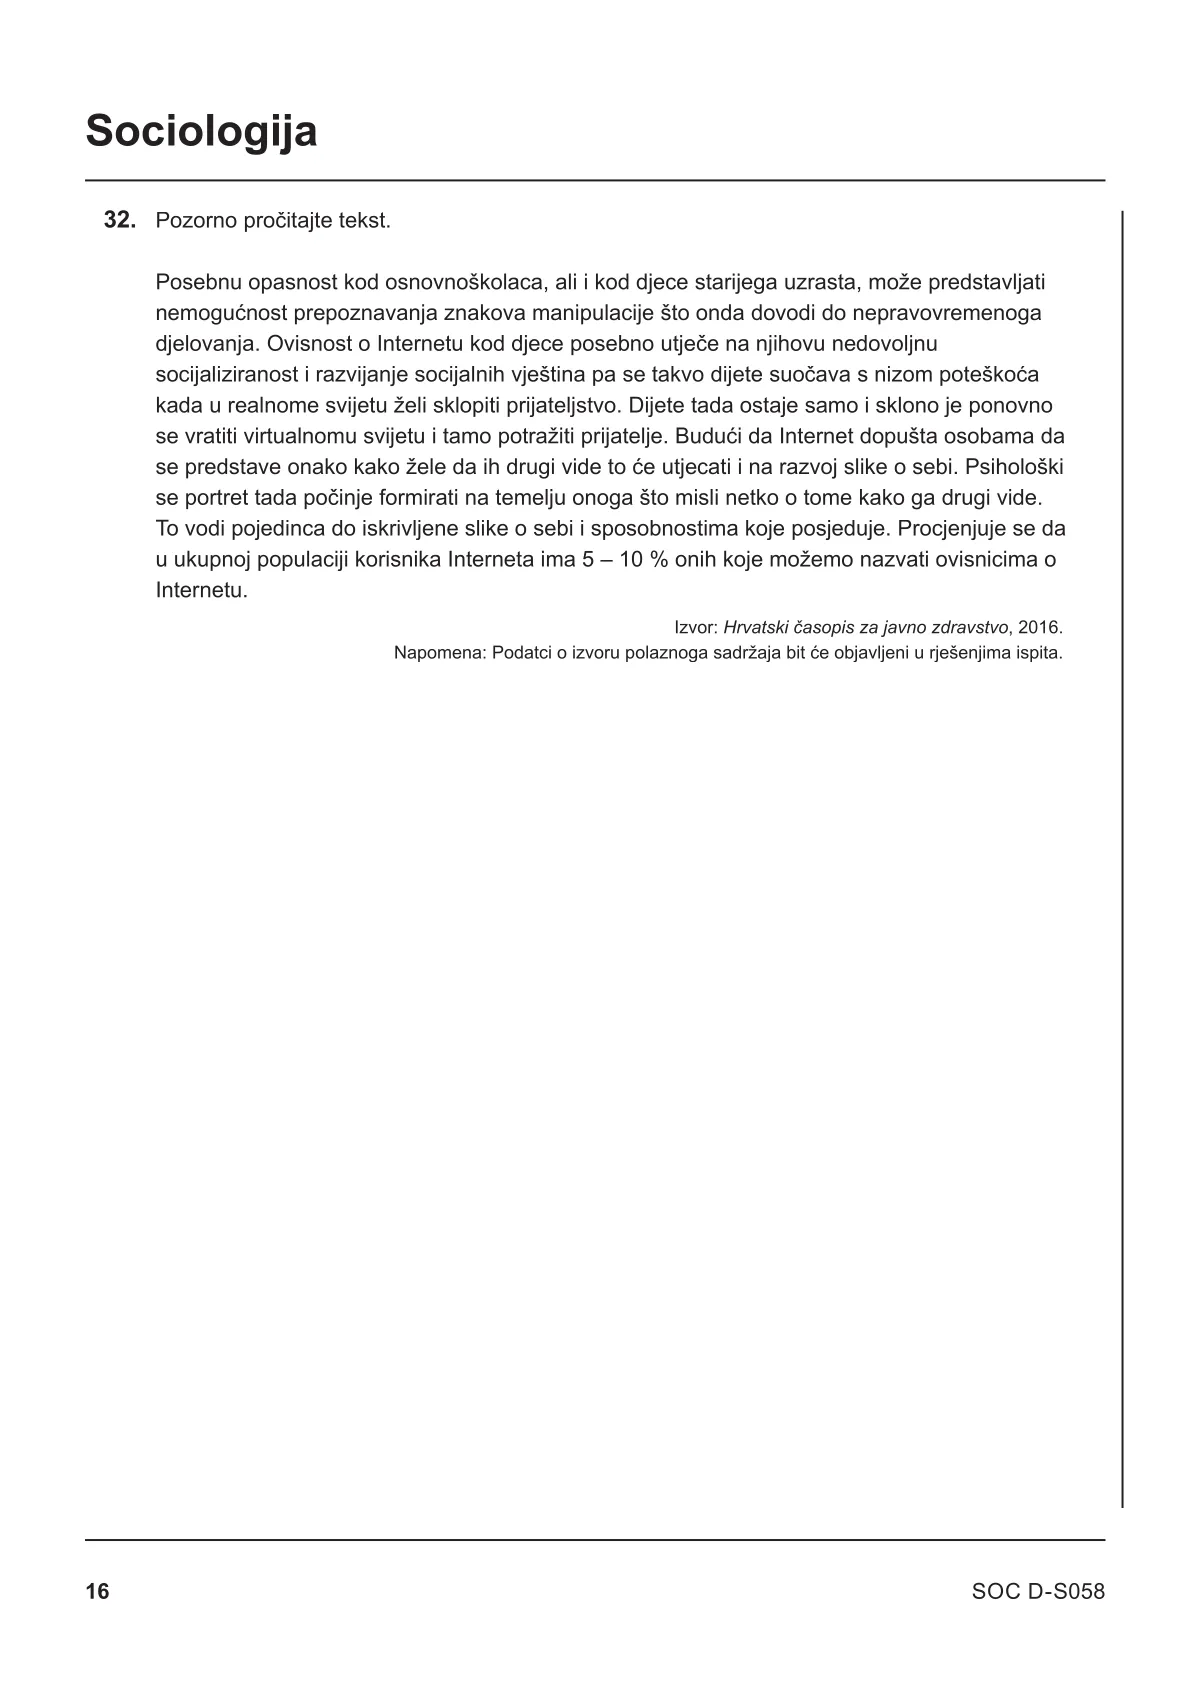 Sociologija
32. Pozorno pročitajte tekst.
Posebnu opasnost kod osnovnoškolaca, ali i kod djece starijega uzrasta, može predstavljati
nemogućnost prepoznavanja znakova manipulacije što onda dovodi do nepravovremenoga
djelovanja. Ovisnost o Internetu kod djece posebno utječe na njihovu nedovoljnu
socijaliziranost i razvijanje socijalnih vještina pa se takvo dijete suočava s nizom poteškoća
kada u realnome svijetu želi sklopiti prijateljstvo. Dijete tada ostaje samo i sklono je ponovno
se vratiti virtualnomu svijetu i tamo potražiti prijatelje. Budući da Internet dopušta osobama da
se predstave onako kako žele da ih drugi vide to će utjecati i na razvoj slike o sebi. Psihološki
se portret tada počinje formirati na temelju onoga što misli netko o tome kako ga drugi vide.
To vodi pojedinca do iskrivljene slike o sebi i sposobnostima koje posjeduje. Procjenjuje se da
u ukupnoj populaciji korisnika Interneta ima 5 – 10 % onih koje možemo nazvati ovisnicima o
Internetu.
Izvor: Hrvatski časopis za javno zdravstvo, 2016.
Napomena: Podatci o izvoru polaznoga sadržaja bit će objavljeni u rješenjima ispita.
16
SOC D-S058